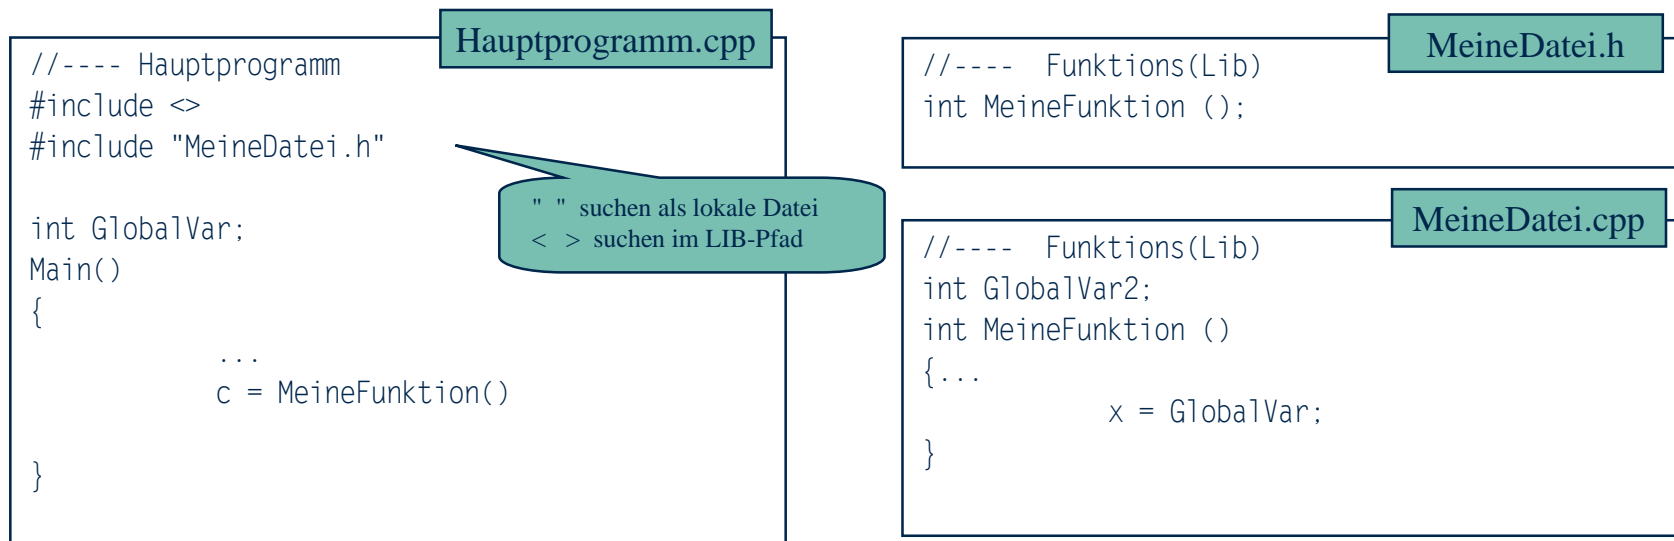 Hauptprogramm.cpp
//---- Hauptprogramm
#include <>
#include "MeineDatei.h"
" " suchen als lokale Datei
< > suchen im LIB-Pfad
int GlobalVar;
Main()
{
...
c = MeineFunktion()
}
MeineDatei.h
//---- Funktions(Lib)
int MeineFunktion ();
MeineDatei.cpp
//---- Funktions(Lib)
int GlobalVar2;
int MeineFunktion ()
{...
x = GlobalVar;
}